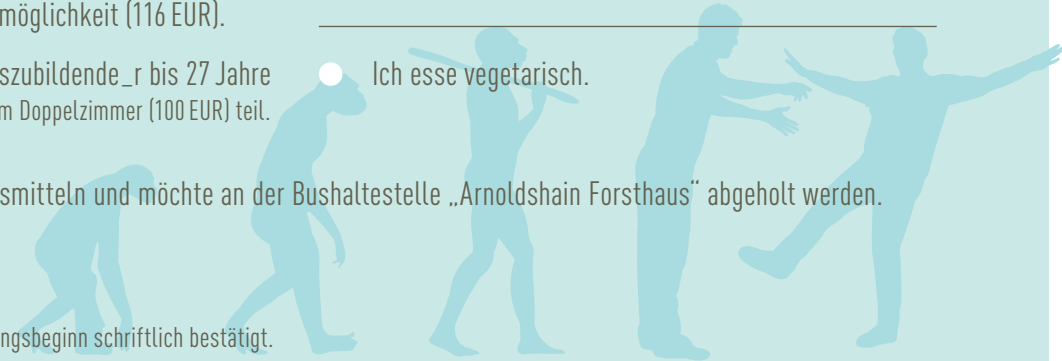 möglichkeit (116 EUR).
szubildende_r bis 27 Jahre
Ich esse vegetarisch.
m Doppelzimmer (100 EUR) teil.
smitteln und möchte an der Bushaltestelle „Arnoldshain Forsthaus“ abgeholt werden.
ngsbeginn schriftlich bestätigt.